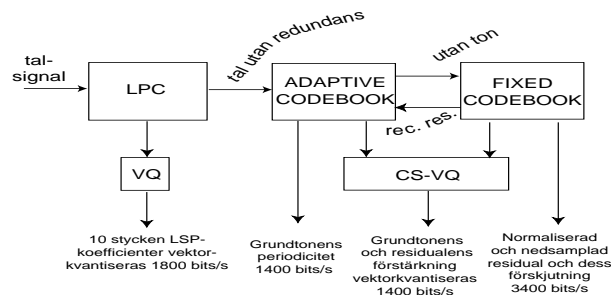 tal-
signal
LPC
tal utan redundans
ADAPTIVE
CODEBOOK
utan ton
rec. res.
FIXED
CODEBOOK
VQ
CS-VQ
10 stycken LSP-
koefficienter vektor-
kvantiseras 1800 bits/s
Grundtonens
periodicitet
1400 bits/s
Grundtonens
och residualens
förstärkning
vektorkvantiseras
1400 bits/s
Normaliserad
och nedsamplad
residual och dess
förskjutning
3400 bits/s